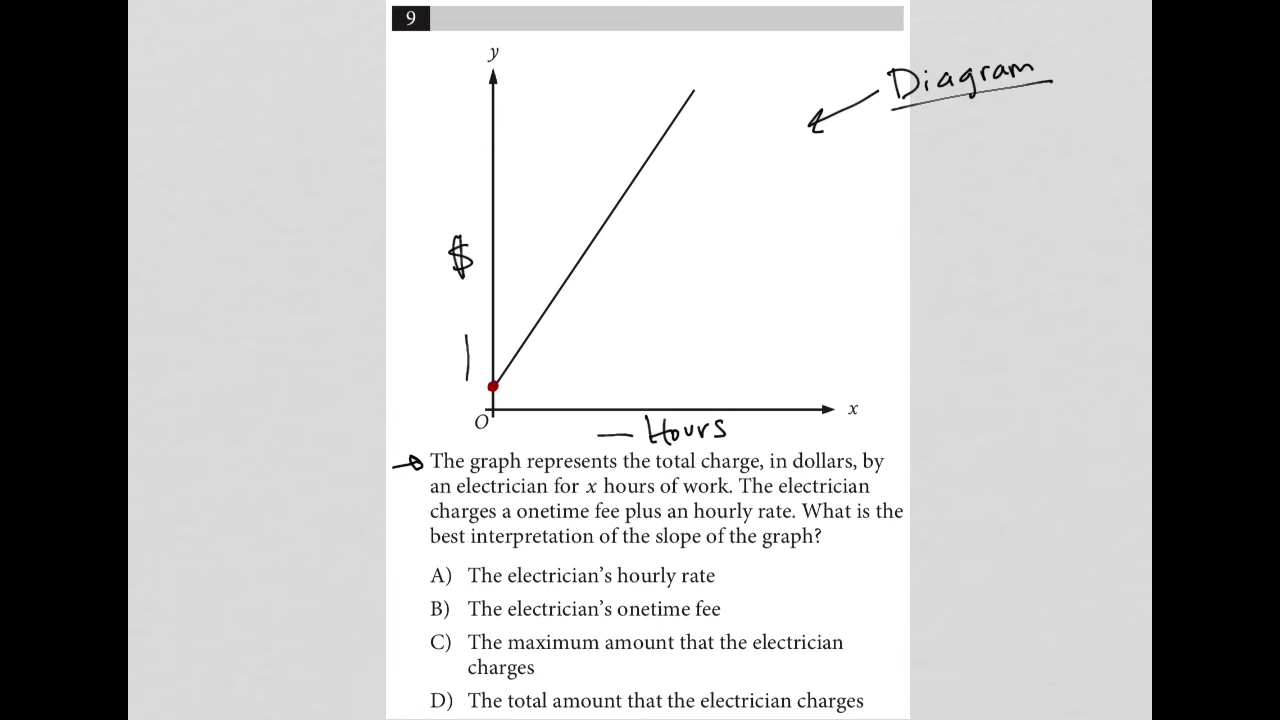 9
y
Diagram
$
|
O
x
— Hours
The graph represents the total charge, in dollars, by
an electrician for x hours of work. The electrician
charges a onetime fee plus an hourly rate. What is the
best interpretation of the slope of the graph?
A) The electrician's hourly rate
B) The electrician's onetime fee
C) The maximum amount that the electrician
charges
D) The total amount that the electrician charges